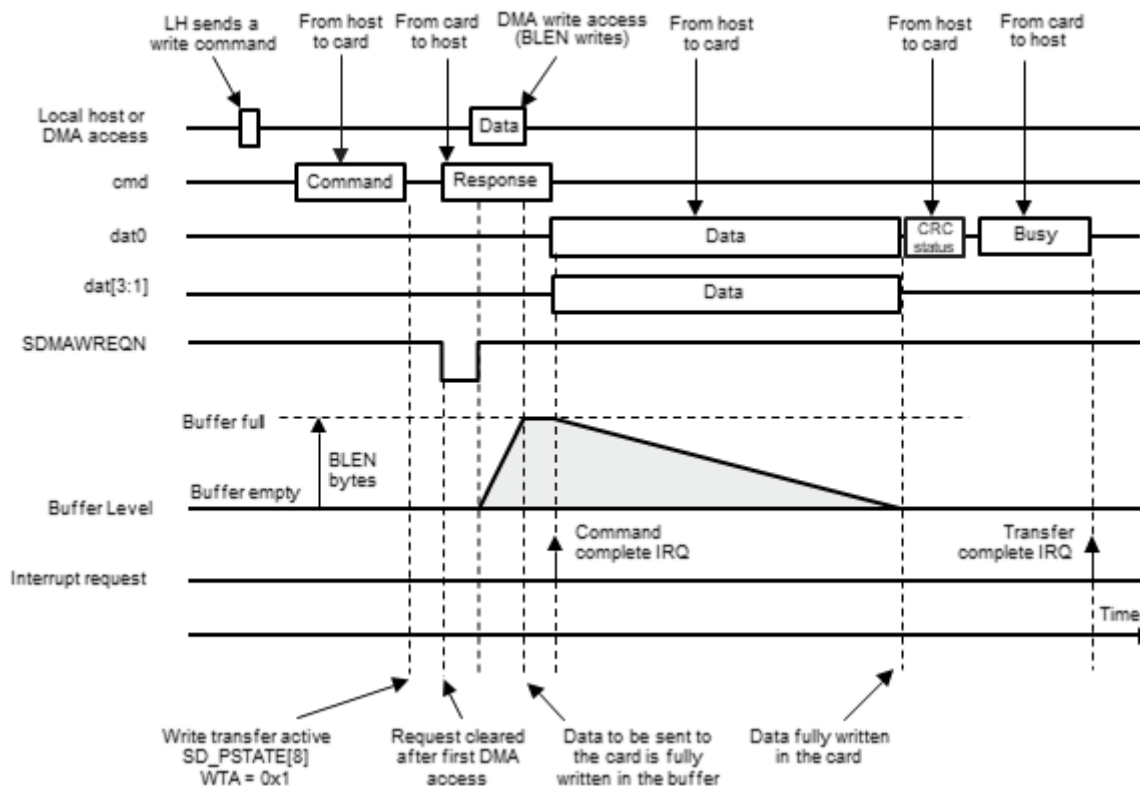 LH sends a
write command
From host
to card
From card
to host
DMA write access
(BLEN writes)
From host
to card
From host
to card
From card
to host
Local host or
DMA access
Data
cmd
Command
Response
dat0
Data
CRC
status
Busy
dat[3:1]
Data
SDMAWREQN
Buffer full
BLEN
bytes
Buffer empty
Buffer Level
Command
complete IRQ
Transfer
complete IRQ
Interrupt request
Time
Write transfer active
SD_PSTATE[8]
WTA = 0x1
Request cleared
after first DMA
access
Data to be sent to
the card is fully
written in the buffer
Data fully written
in the card